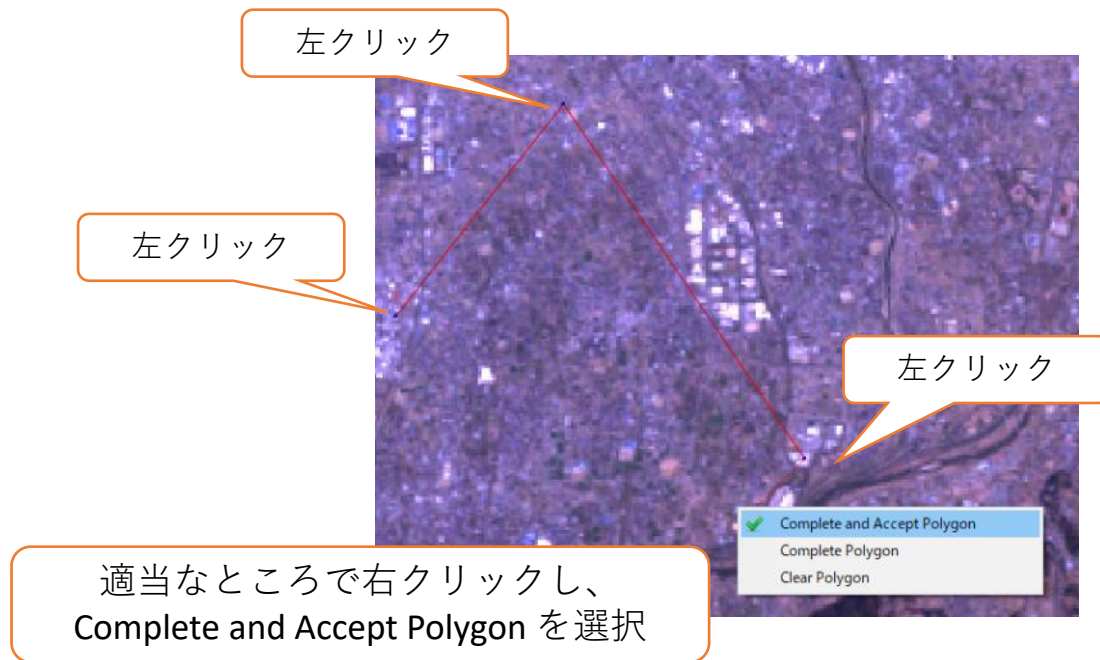 左クリック
左クリック
左クリック
Complete and Accept Polygon
Complete Polygon
Clear Polygon
適当なところで右クリックし、
Complete and Accept Polygon を選択